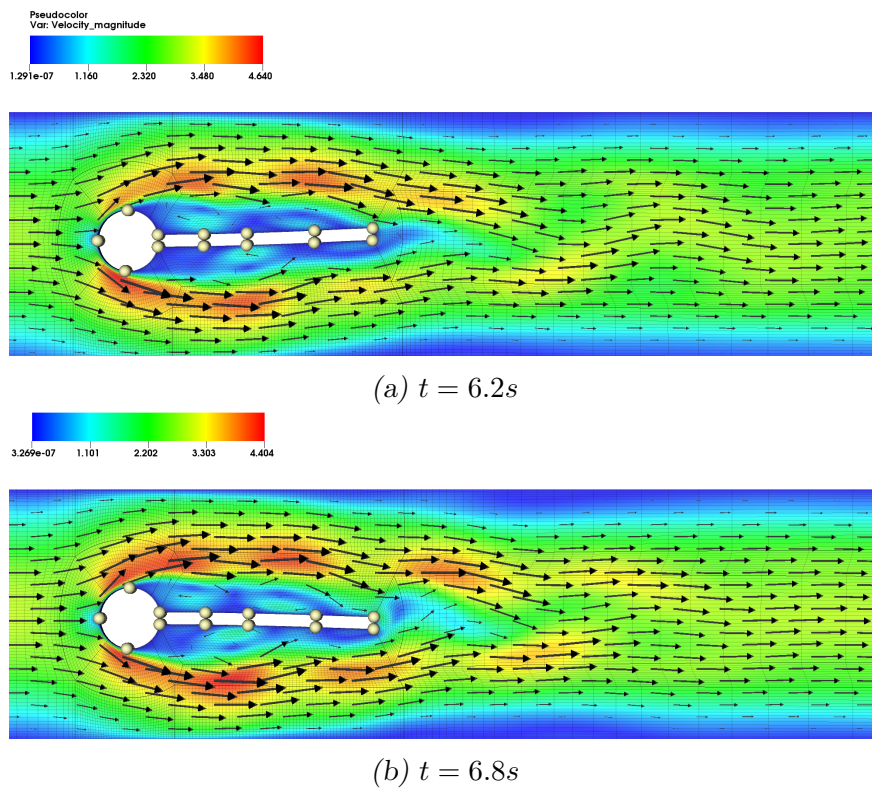 Pseudocolor
Var: Velocity_magnitude
1.291e-07 1.160 2.320 3.480 4.640
(a) t = 6.2s
3.269e-07 1.101 2.202 3.303 4.404
(b) t = 6.8s